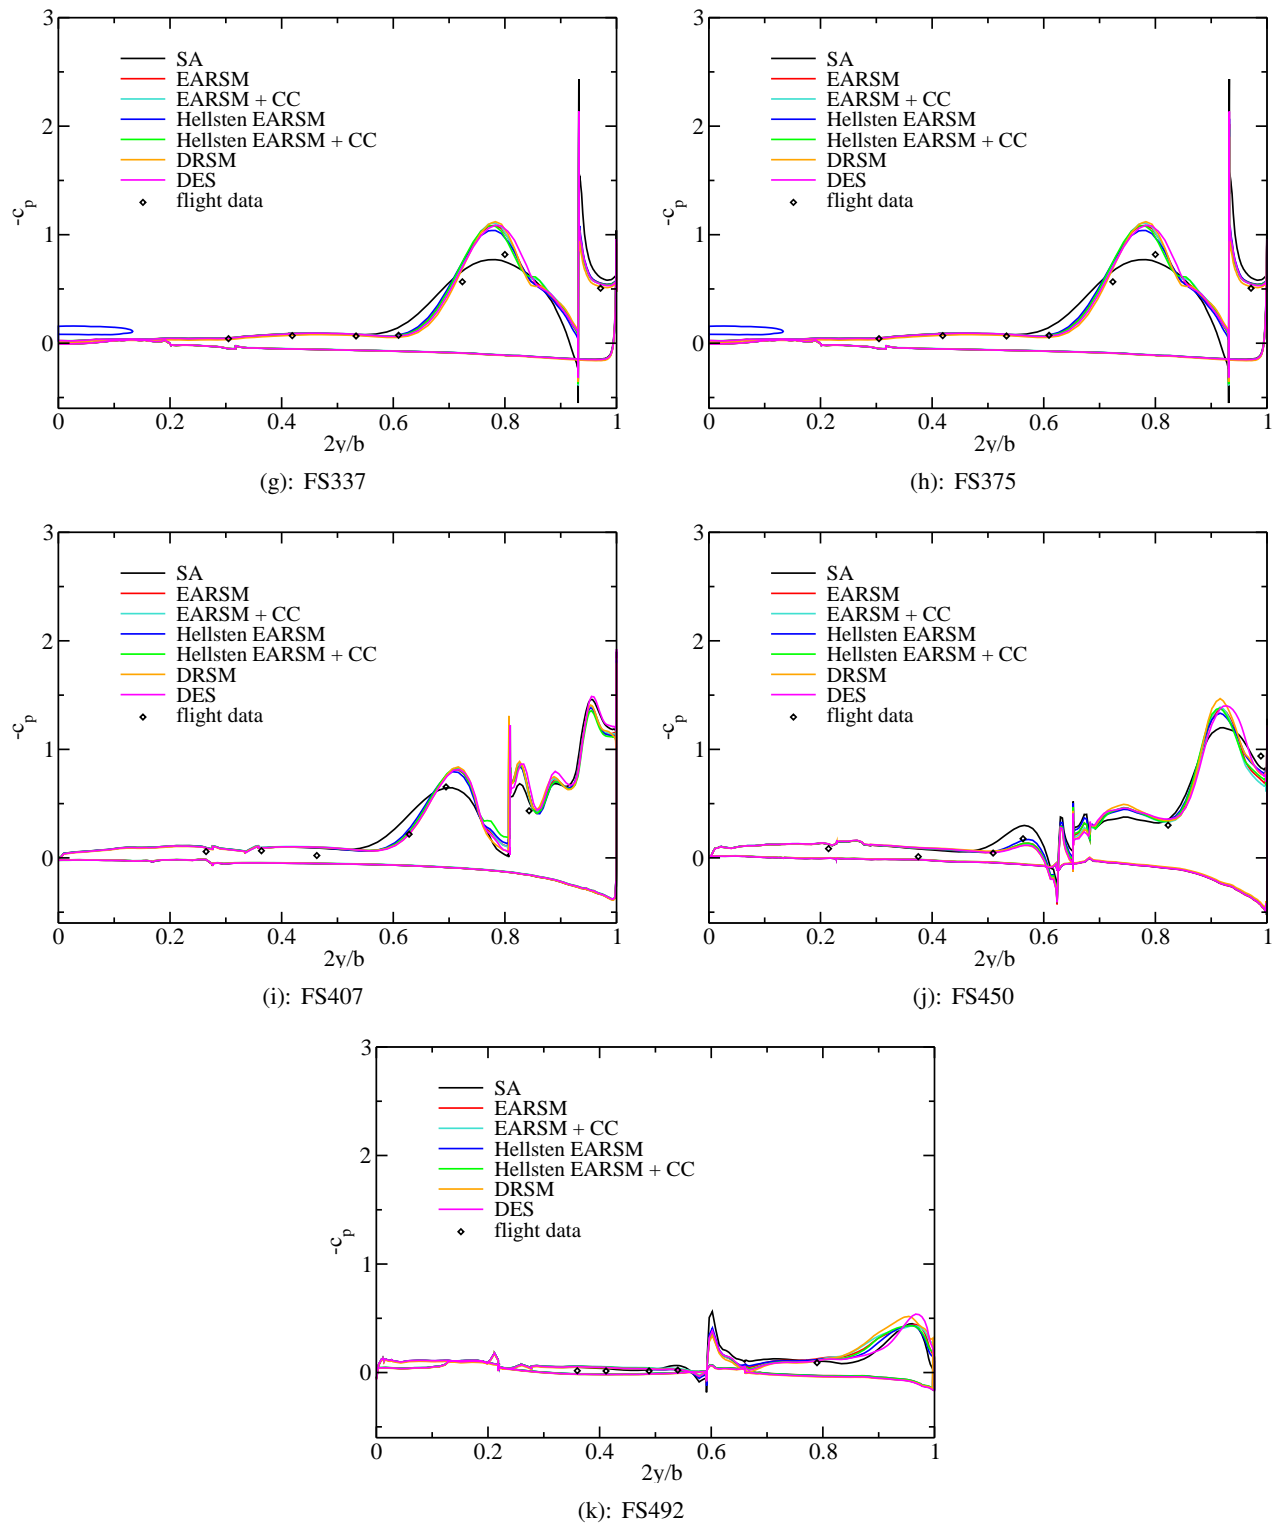 3
2
1
0
-c_p
SA
EARSM
EARSM + CC
Hellsten EARSM
Hellsten EARSM + CC
DRSM
DES
flight data
0 0.2 0.4 0.6 0.8 1
2y/b
(g): FS337
3
2
1
0
-c_p
SA
EARSM
EARSM + CC
Hellsten EARSM
Hellsten EARSM + CC
DRSM
DES
flight data
0 0.2 0.4 0.6 0.8 1
2y/b
(h): FS375
3
2
1
0
-c_p
SA
EARSM
EARSM + CC
Hellsten EARSM
Hellsten EARSM + CC
DRSM
DES
flight data
0 0.2 0.4 0.6 0.8 1
2y/b
(i): FS407
3
2
1
0
-c_p
SA
EARSM
EARSM + CC
Hellsten EARSM
Hellsten EARSM + CC
DRSM
DES
flight data
0 0.2 0.4 0.6 0.8 1
2y/b
(j): FS450
3
2
1
0
-c_p
SA
EARSM
EARSM + CC
Hellsten EARSM
Hellsten EARSM + CC
DRSM
DES
flight data
0 0.2 0.4 0.6 0.8 1
2y/b
(k): FS492